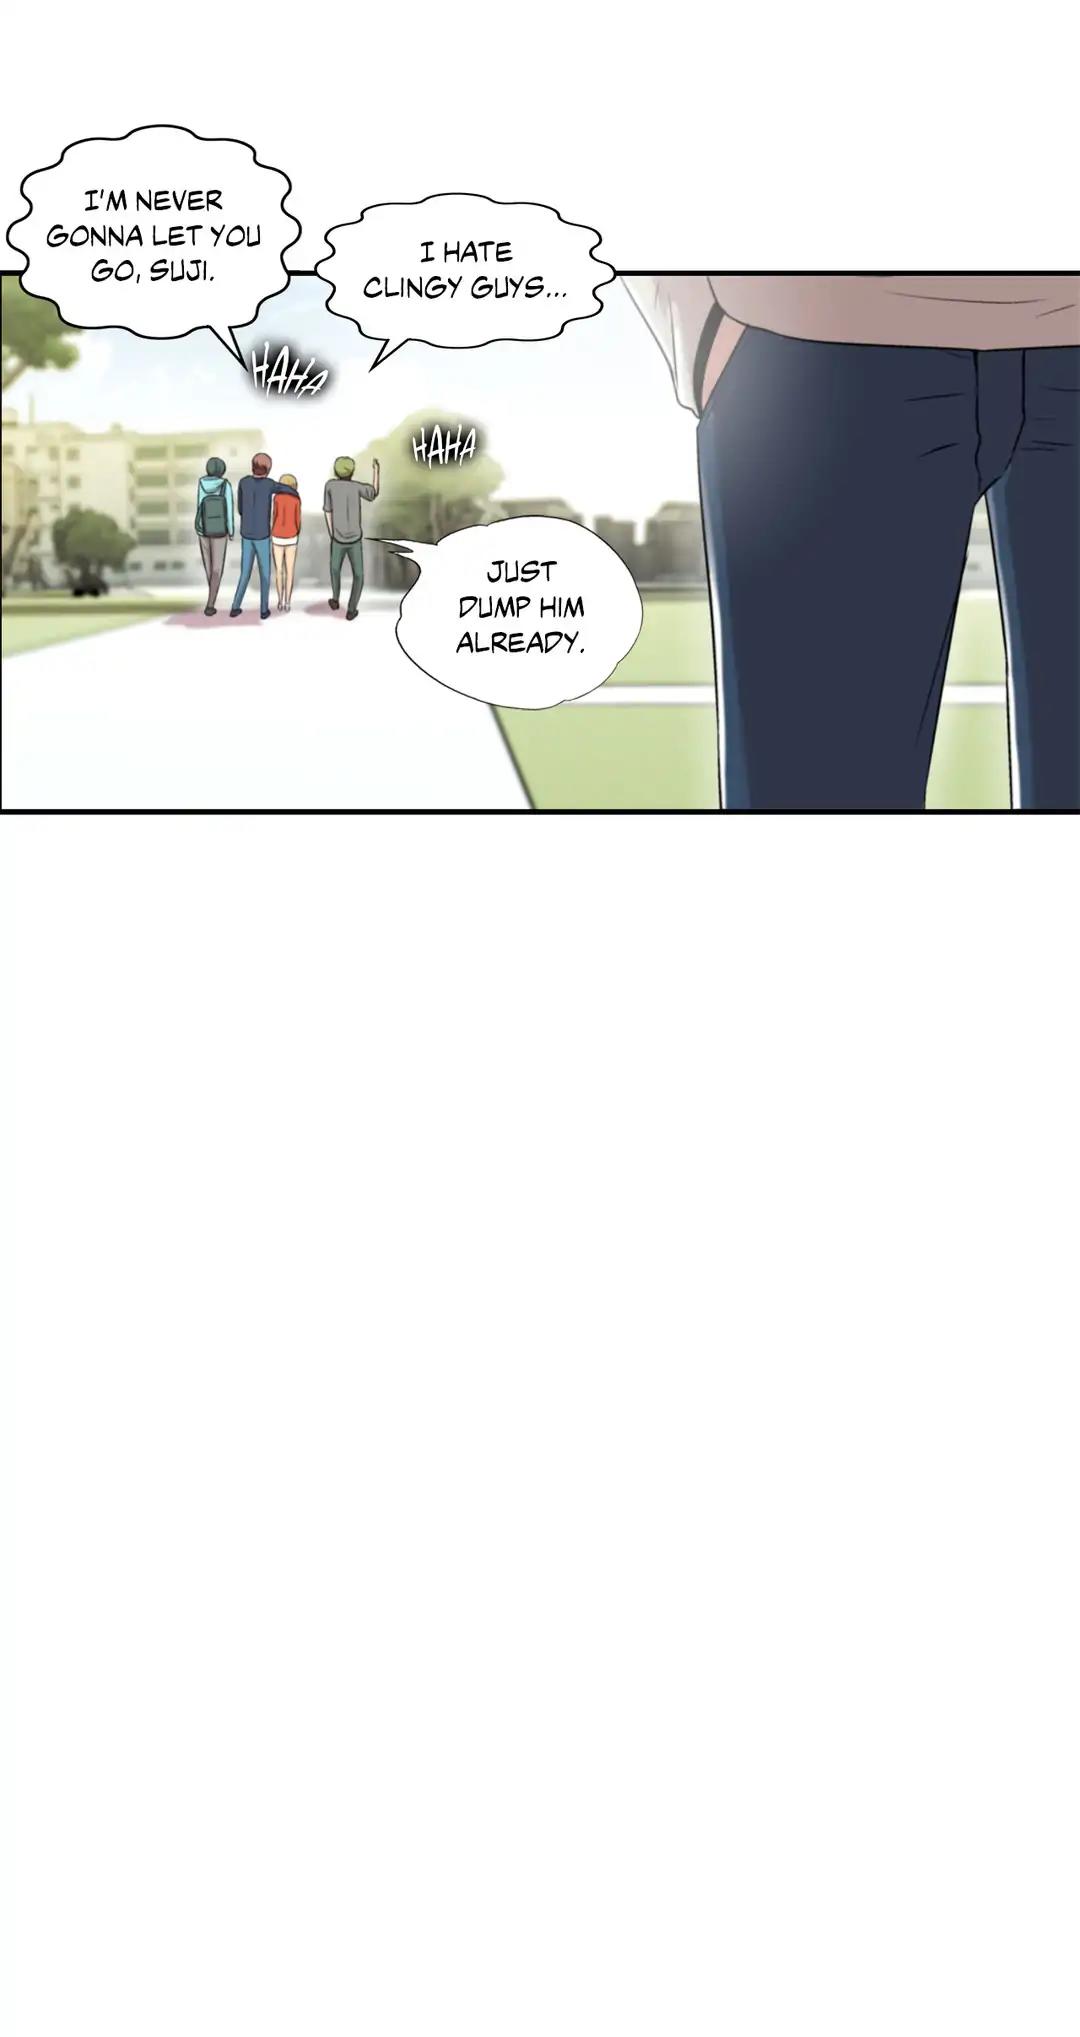 I'M NEVER
GONNA LET YOU
GO, SUJI.
I HATE
CLINGY GUYS...
HAHA
HAHA
JUST
DUMP HIM
ALREADY.